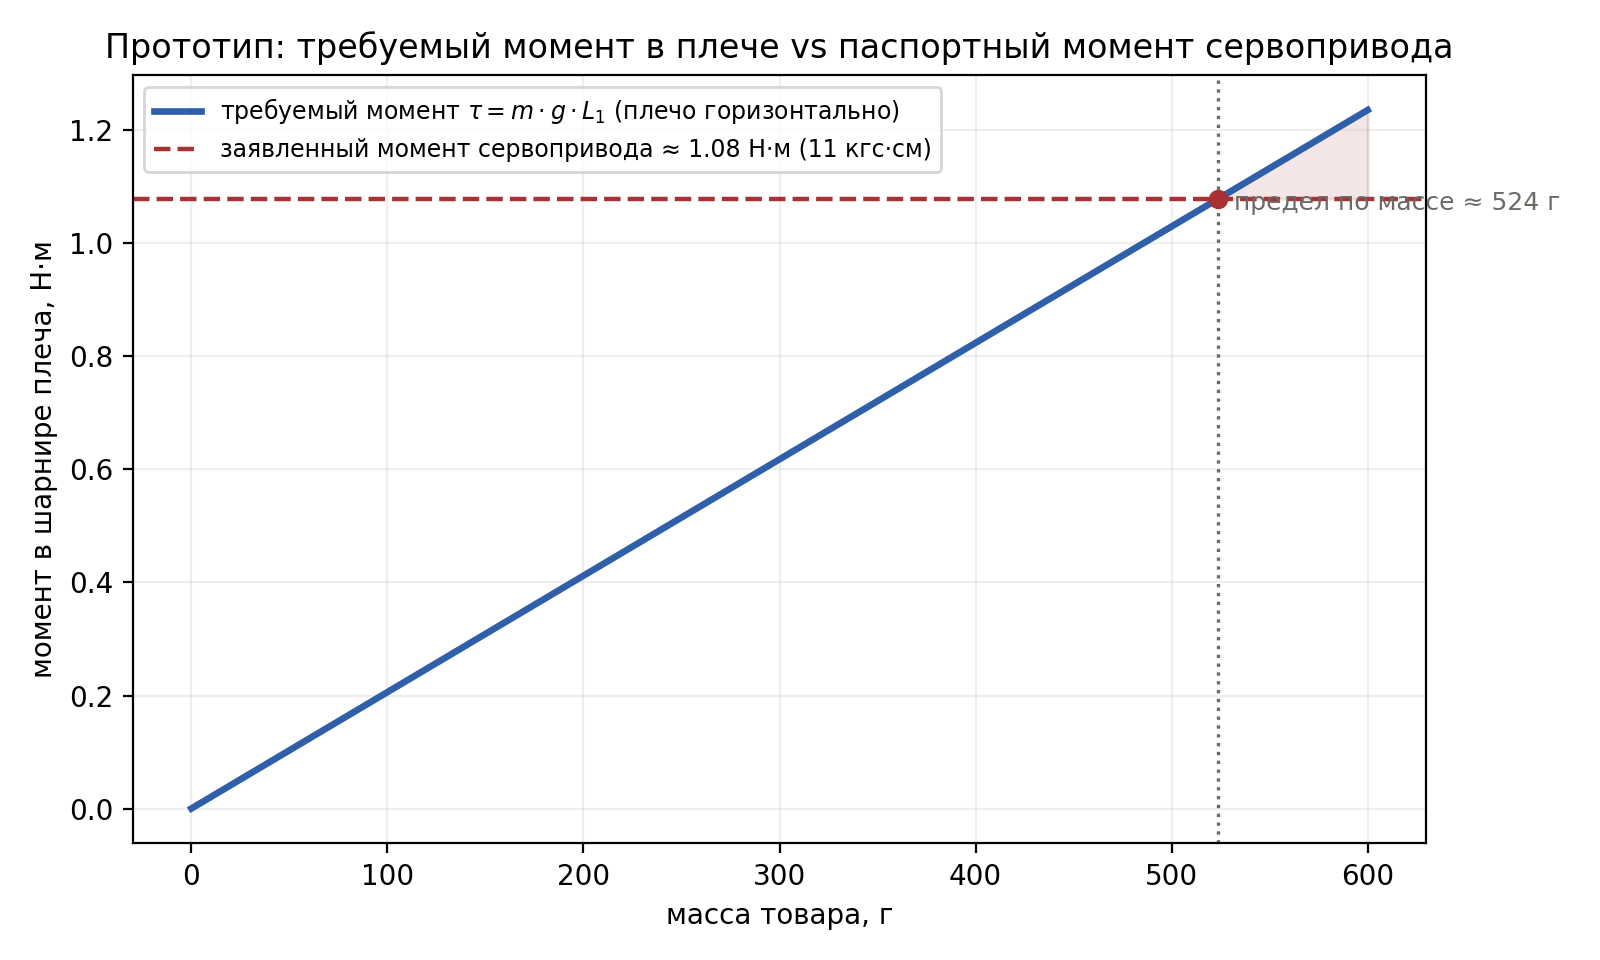 Прототип: требуемый момент в плече vs паспортный момент сервопривода
требуемый момент τ = m · g · L₁ (плечо горизонтально)
заявленный момент сервопривода ≈ 1.08 Н·м (11 кгс·см)
предел по массе ≈ 524 г
момент в шарнире плеча, Н·м
1.2
1.0
0.8
0.6
0.4
0.2
0.0
0 100 200 300 400 500 600
масса товара, г